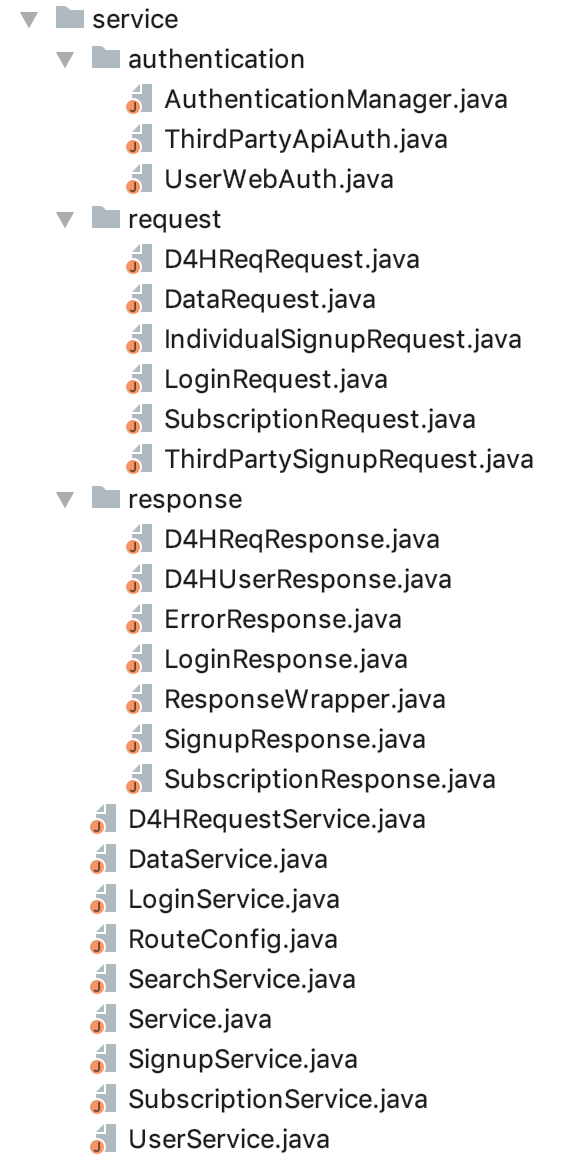 service
authentication
AuthenticationManager.java
ThirdPartyApiAuth.java
UserWebAuth.java
request
D4HReqRequest.java
DataRequest.java
IndividualSignupRequest.java
LoginRequest.java
SubscriptionRequest.java
ThirdPartySignupRequest.java
response
D4HReqResponse.java
D4HUserResponse.java
ErrorResponse.java
LoginResponse.java
ResponseWrapper.java
SignupResponse.java
SubscriptionResponse.java
D4HRequestService.java
DataService.java
LoginService.java
RouteConfig.java
SearchService.java
Service.java
SignupService.java
SubscriptionService.java
UserService.java